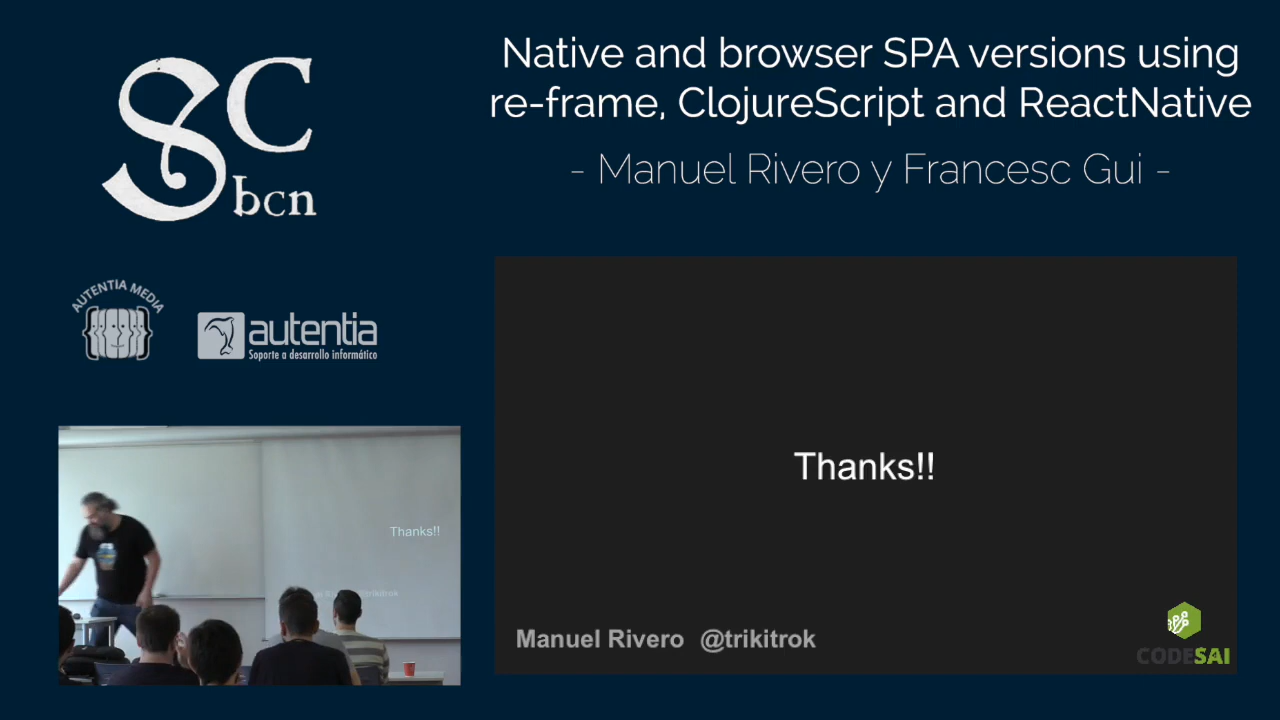 SC
bcn
Native and browser SPA versions using
re-frame, ClojureScript and ReactNative
- Manuel Rivero y Francesc Gui -
AUTENTIA MEDIA
autentia
Soporte a desarrollo informático
Thanks!!
@trikitrok
Thanks!!
Manuel Rivero @trikitrok
CODESAI